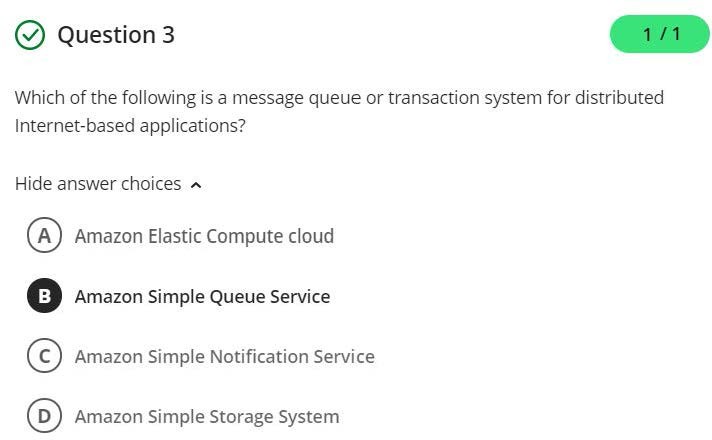 Question 3
1 / 1
Which of the following is a message queue or transaction system for distributed
Internet-based applications?
Hide answer choices
A Amazon Elastic Compute cloud
B Amazon Simple Queue Service
C Amazon Simple Notification Service
D Amazon Simple Storage System